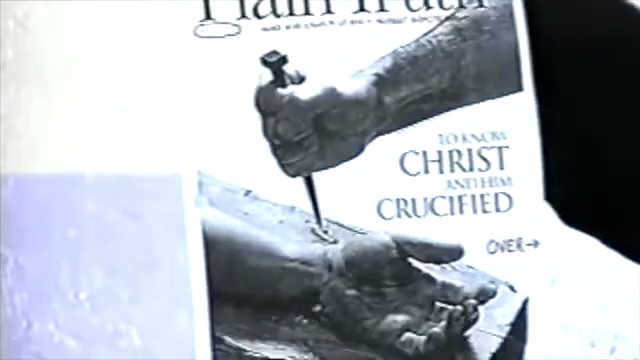 Plain Truth
TO KNOW
CHRIST
AND HIM
CRUCIFIED
OVER→